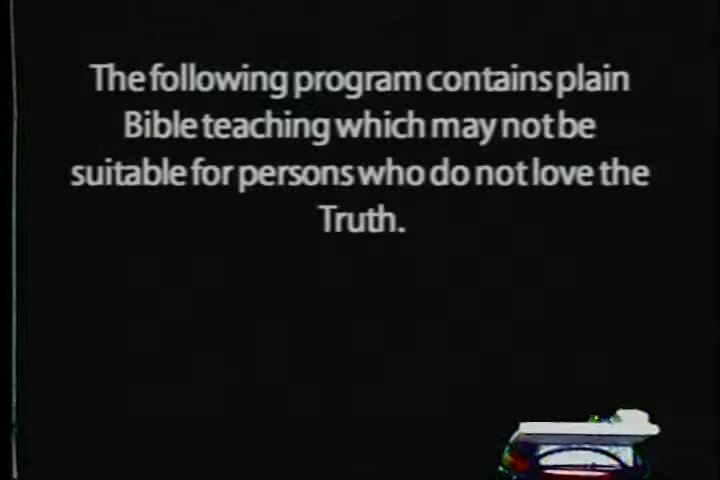 The following program contains plain
Bible teaching which may not be
suitable for persons who do not love the
Truth.